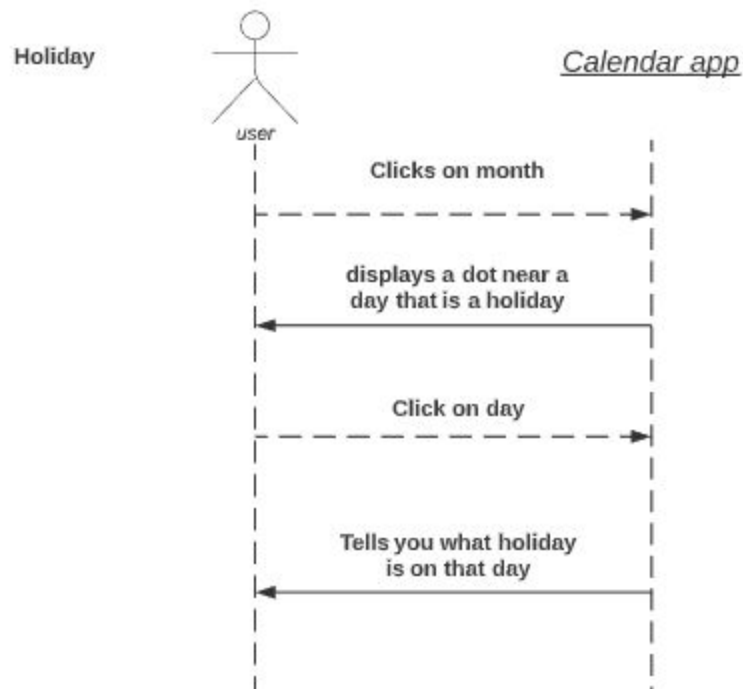 Holiday
Calendar app
user
Clicks on month
displays a dot near a
day that is a holiday
Click on day
Tells you what holiday
is on that day